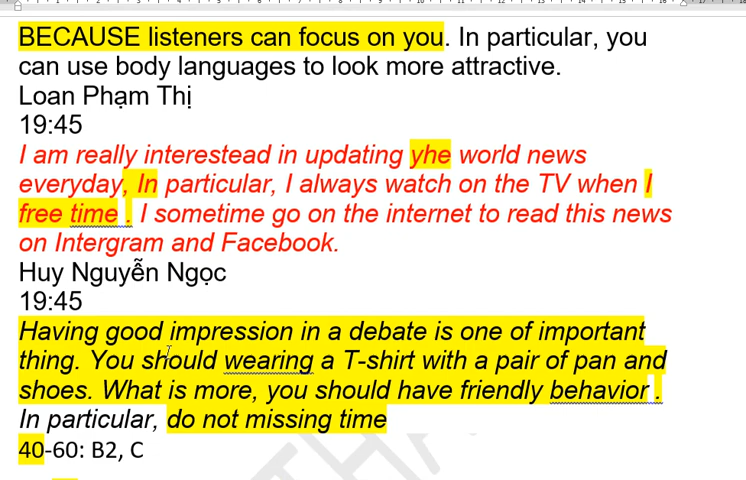 BECAUSE listeners can focus on you. In particular, you
can use body languages to look more attractive.
Loan Phạm Thị
19:45
I am really interestead in updating yhe world news
everyday, In particular, I always watch on the TV when I
free time . I sometime go on the internet to read this news
on Intergram and Facebook.
Huy Nguyễn Ngọc
19:45
Having good impression in a debate is one of important
thing. You should wearing a T-shirt with a pair of pan and
shoes. What is more, you should have friendly behavior .
In particular, do not missing time
40-60: B2, C